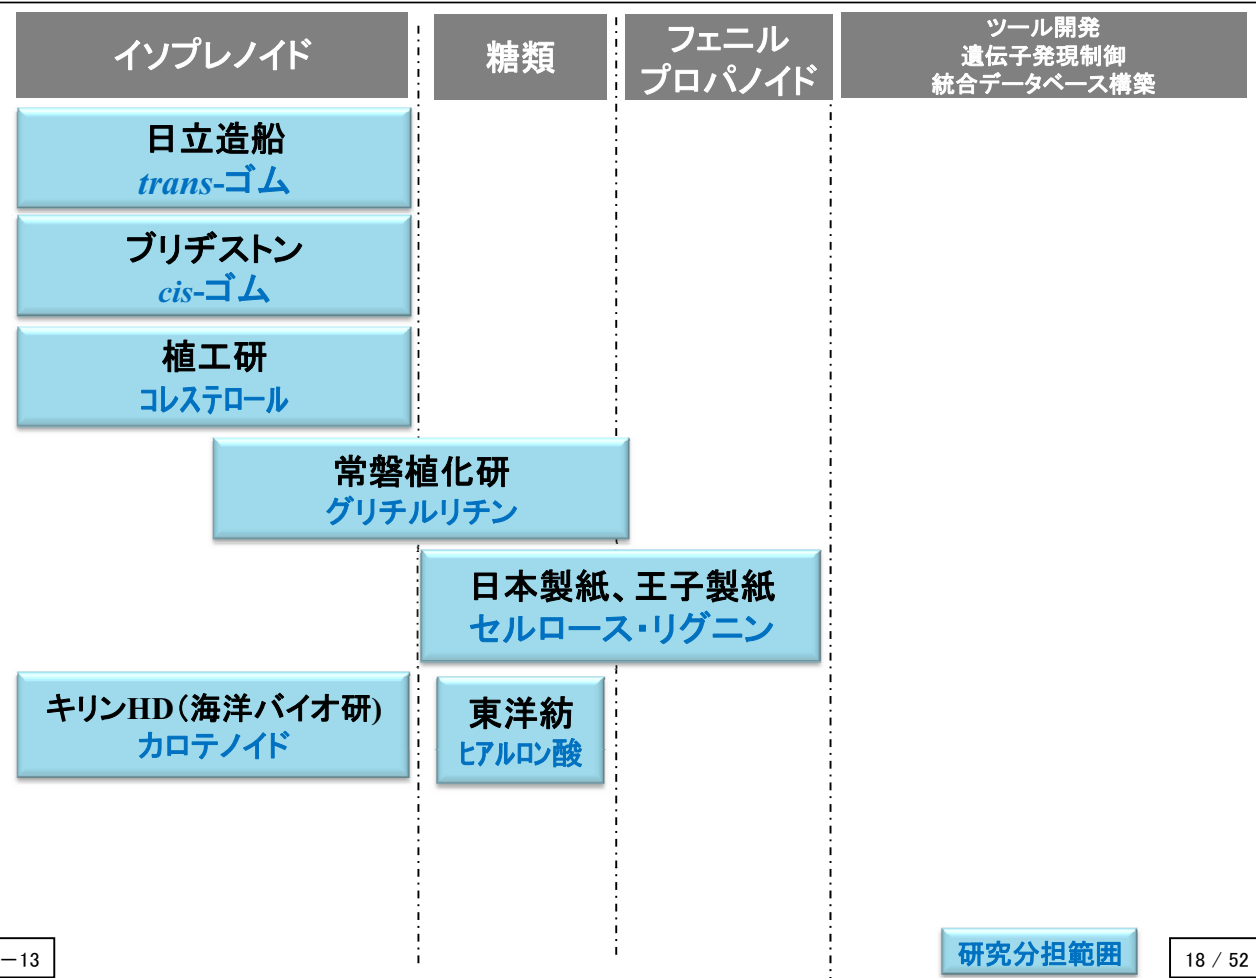 イソプレノイド
糖類
フェニル
プロパノイド
ツール開発
遺伝子発現制御
統合データベース構築
日立造船
trans-ゴム
ブリヂストン
cis-ゴム
植工研
コレステロール
常磐植化研
グリチルリチン
日本製紙、王子製紙
セルロース・リグニン
キリンHD(海洋バイオ研)
カロテノイド
東洋紡
ヒアルロン酸
研究分担範囲
－13
18 / 52